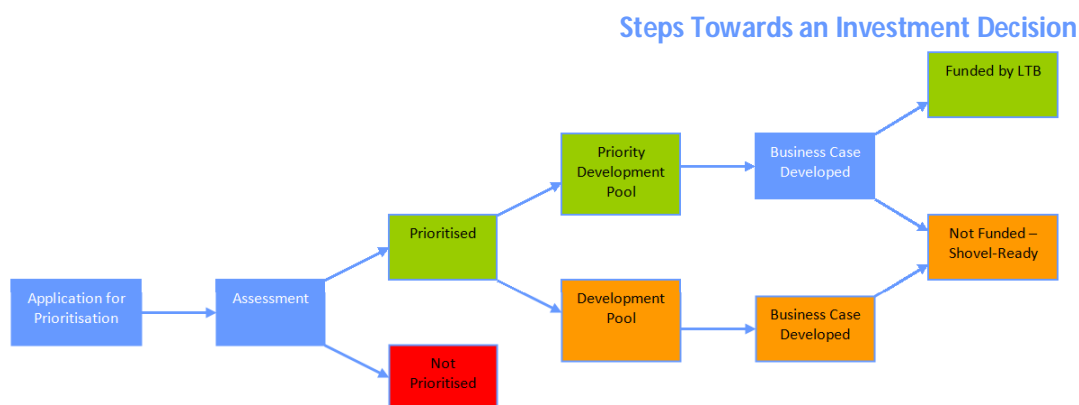 Steps Towards an Investment Decision
Funded by LTB
Priority
Development
Pool
Business Case
Developed
Prioritised
Not Funded –
Shovel-Ready
Application for
Prioritisation
Assessment
Development
Pool
Business Case
Developed
Not
Prioritised